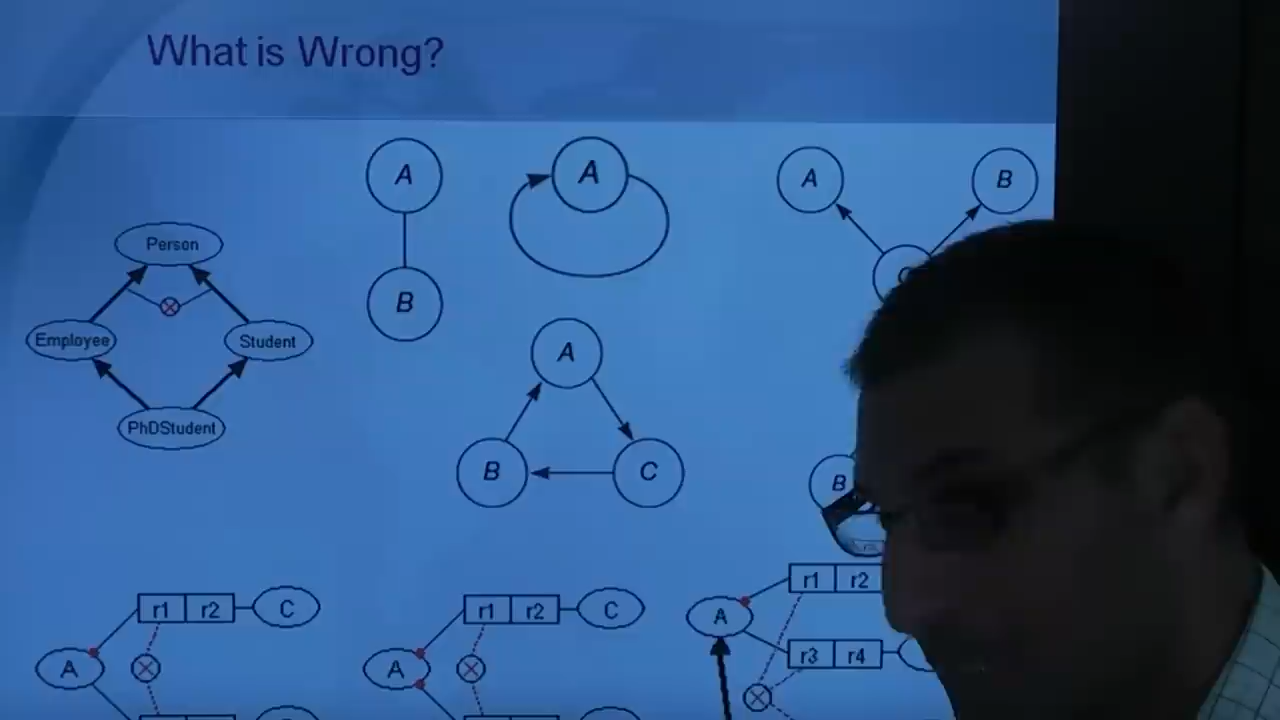 What is Wrong?
A
A
A
B
Person
B
Employee
Student
A
PhDStudent
B
C
B
r1 r2
r1 r2 C
r1 r2 C
A
r3 r4
A
A